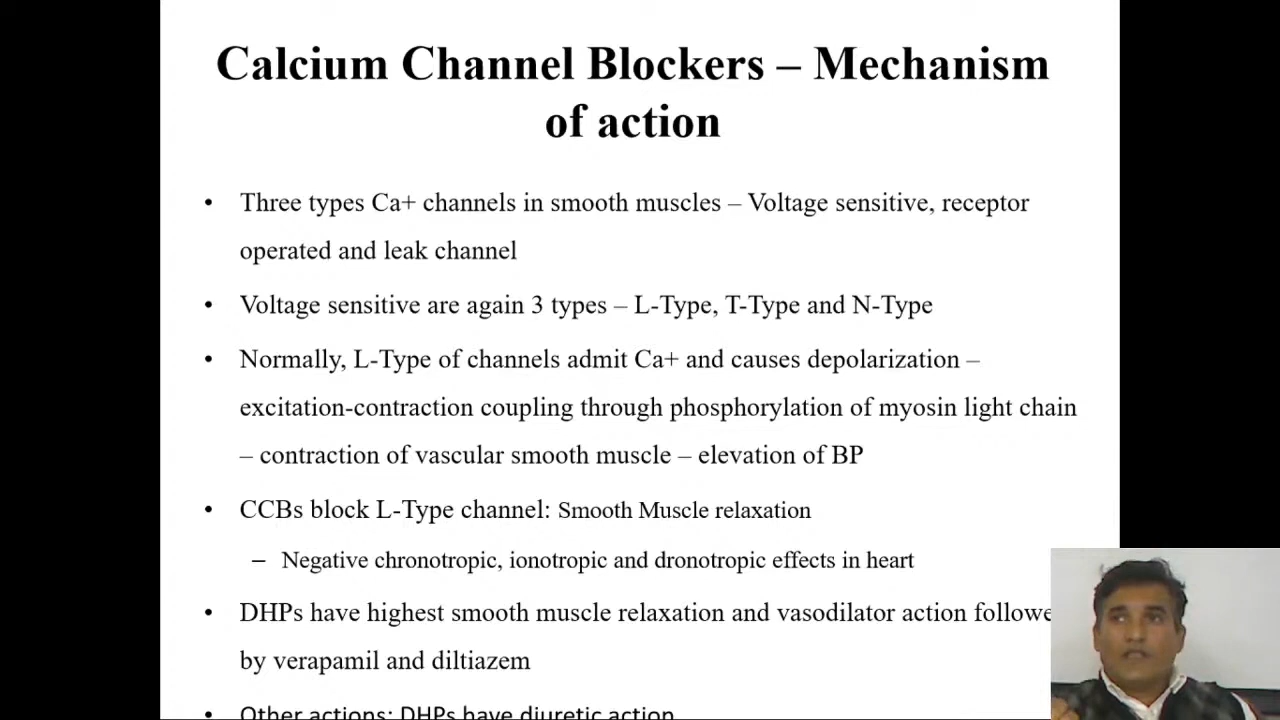 Calcium Channel Blockers – Mechanism
of action
• Three types Ca+ channels in smooth muscles – Voltage sensitive, receptor
operated and leak channel
• Voltage sensitive are again 3 types – L-Type, T-Type and N-Type
• Normally, L-Type of channels admit Ca+ and causes depolarization –
excitation-contraction coupling through phosphorylation of myosin light chain
– contraction of vascular smooth muscle – elevation of BP
• CCBs block L-Type channel: Smooth Muscle relaxation
– Negative chronotropic, ionotropic and dronotropic effects in heart
• DHPs have highest smooth muscle relaxation and vasodilator action followe
by verapamil and diltiazem
• Other actions: DHPs have diuretic action